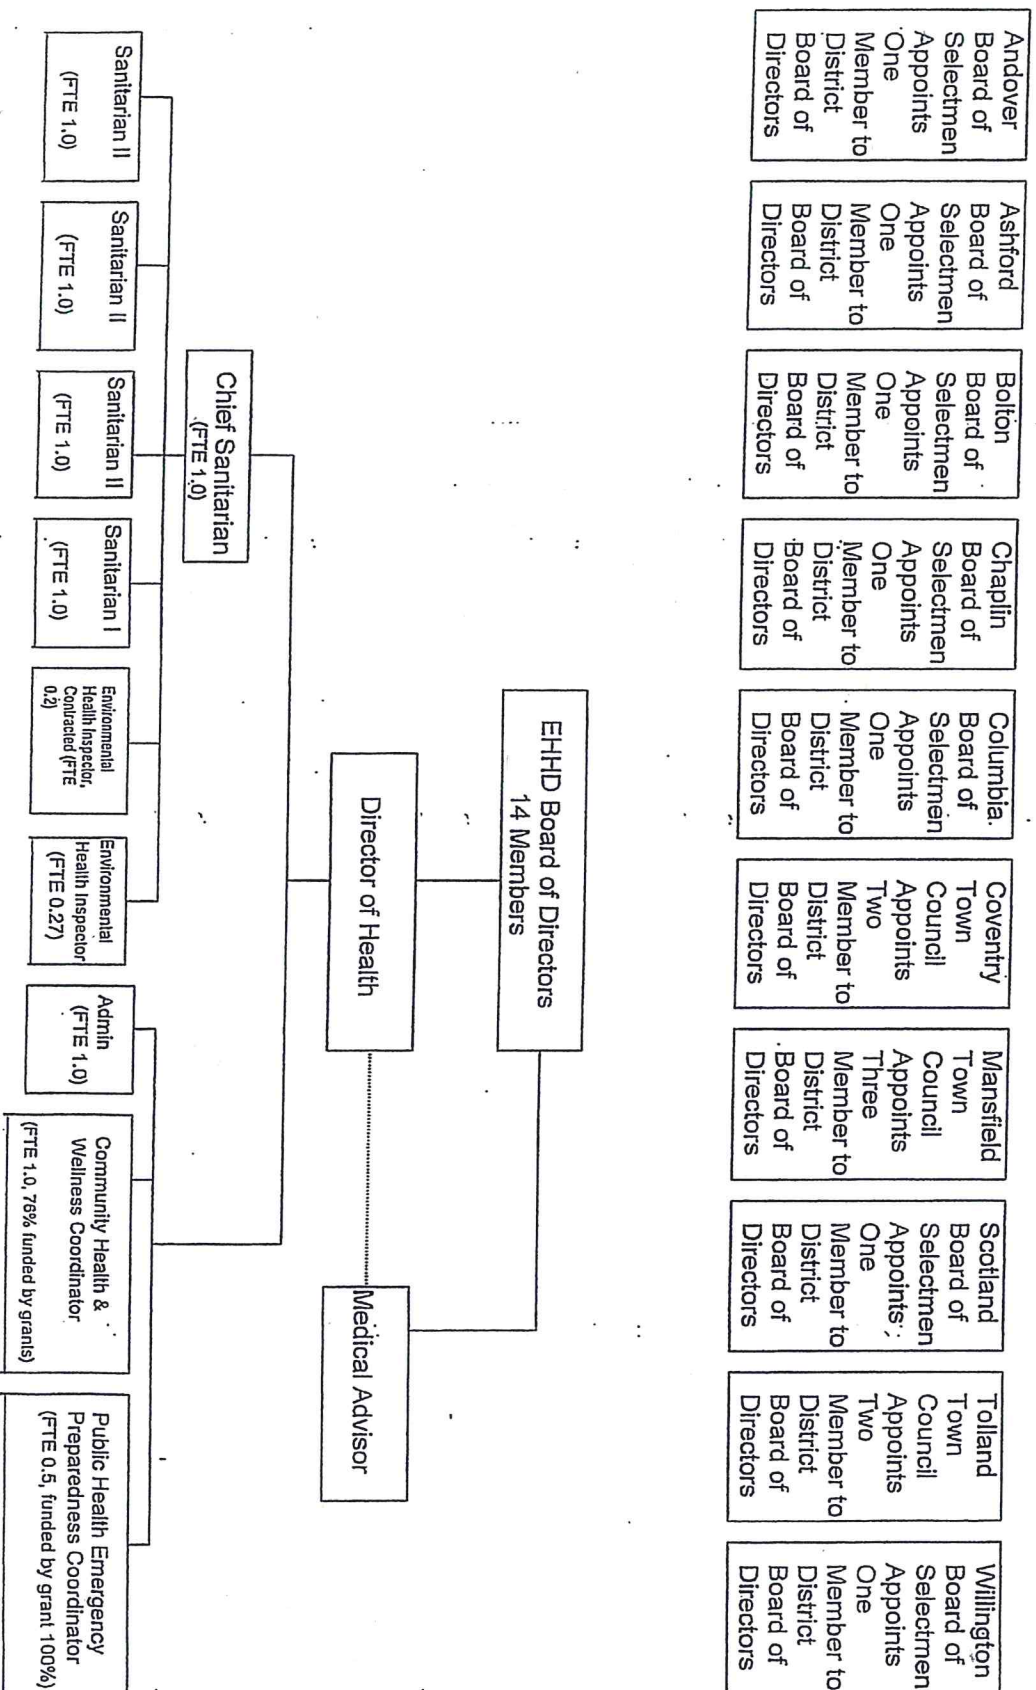 Andover
Board of
Selectmen
Appoints
One
Member to
District
Board of
Directors
Ashford
Board of
Selectmen
Appoints
One
Member to
District
Board of
Directors
Bolton
Board of
Selectmen
Appoints
One
Member to
District
Board of
Directors
Chaplin
Board of
Selectmen
Appoints
One
Member to
District
Board of
Directors
Columbia
Board of
Selectmen
Appoints
One
Member to
District
Board of
Directors
Coventry
Town
Council
Appoints
Two
Member to
District
Board of
Directors
Mansfield
Town
Council
Appoints
Three
Member to
District
Board of
Directors
Scotland
Board of
Selectmen
Appoints
One
Member to
District
Board of
Directors
Tolland
Town
Council
Appoints
Two
Member to
District
Board of
Directors
Willington
Board of
Selectmen
Appoints
One
Member to
District
Board of
Directors
EHHD Board of Directors
14 Members
Director of Health
Medical Advisor
Chief Sanitarian
(FTE 1.0)
Sanitarian II
(FTE 1.0)
Sanitarian II
(FTE 1.0)
Sanitarian II
(FTE 1.0)
Sanitarian I
(FTE 1.0)
Environmental
Health Inspector,
Contracted (FTE
0.2)
Environmental
Health Inspector
(FTE 0.27)
Admin
(FTE 1.0)
Community Health &
Wellness Coordinator
(FTE 1.0, 76% funded by grants)
Public Health Emergency
Preparedness Coordinator
(FTE 0.5, funded by grant 100%)